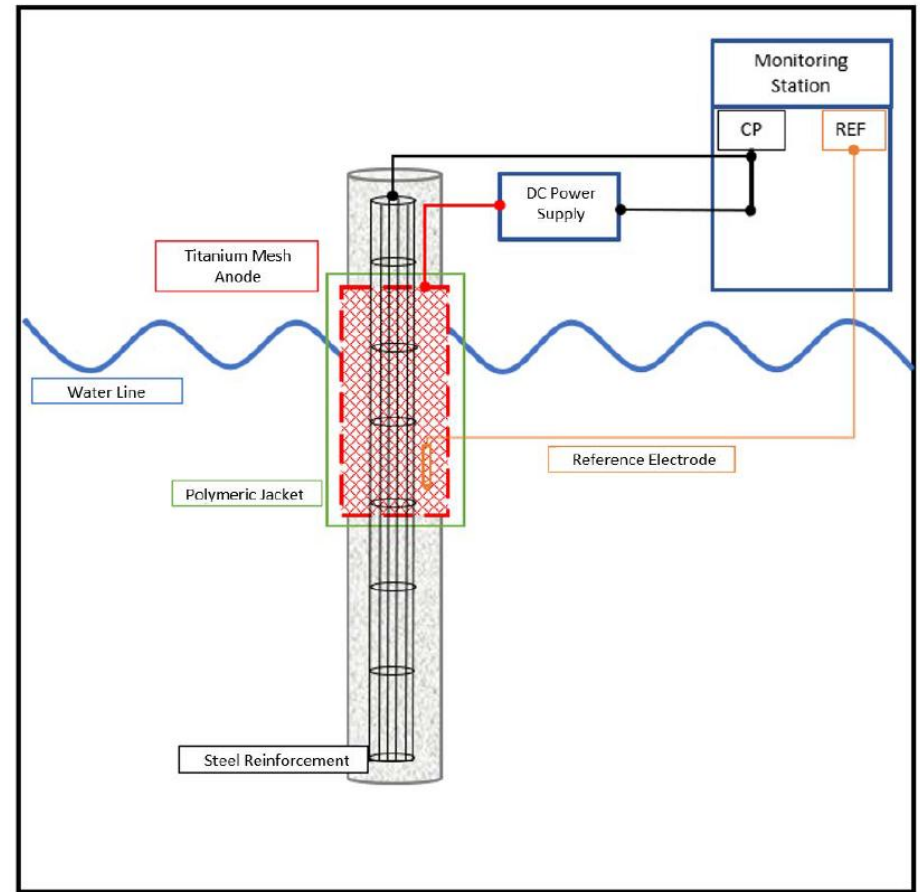 Monitoring
Station
CP
REF
DC Power
Supply
Titanium Mesh
Anode
Water Line
Reference Electrode
Polymeric Jacket
Steel Reinforcement